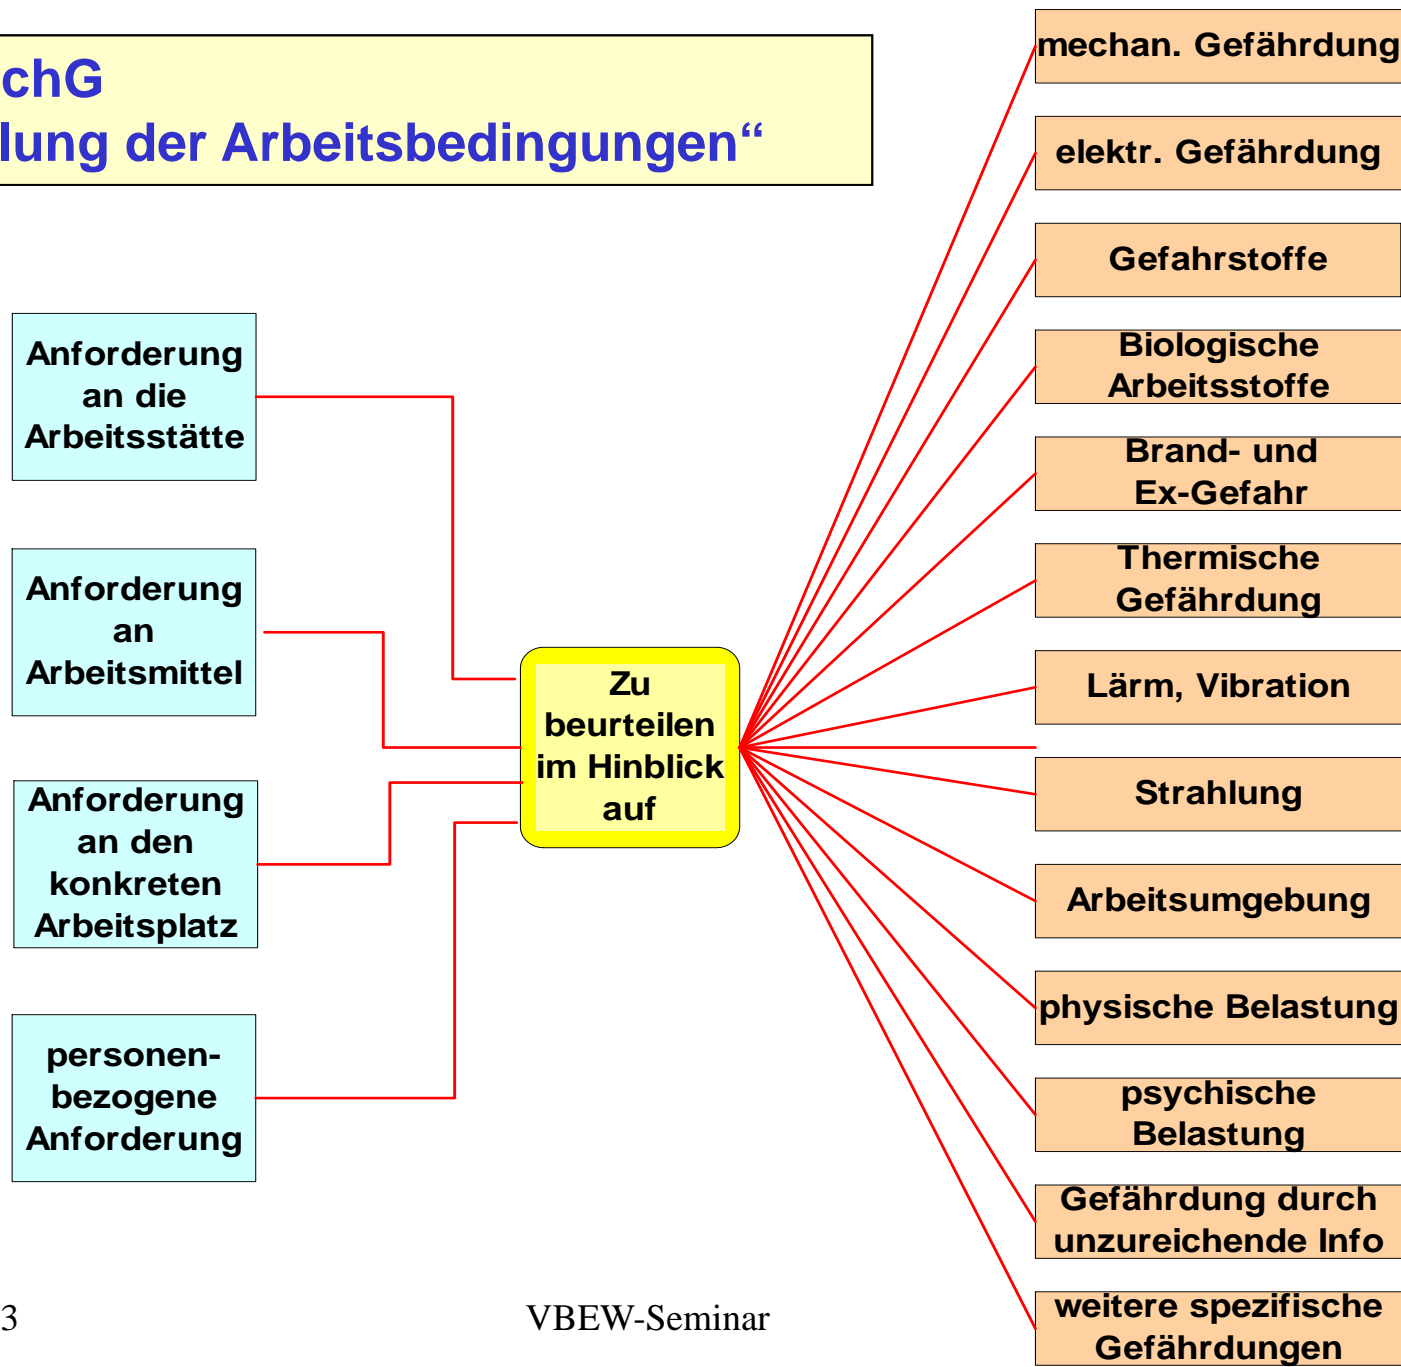 chG
lung der Arbeitsbedingungen“
Anforderung
an die
Arbeitsstätte
Anforderung
an
Arbeitsmittel
Anforderung
an den
konkreten
Arbeitsplatz
personen-
bezogene
Anforderung
Zu
beurteilen
im Hinblick
auf
mechan. Gefährdung
elektr. Gefährdung
Gefahrstoffe
Biologische
Arbeitsstoffe
Brand- und
Ex-Gefahr
Thermische
Gefährdung
Lärm, Vibration
Strahlung
Arbeitsumgebung
physische Belastung
psychische
Belastung
Gefährdung durch
unzureichende Info
weitere spezifische
Gefährdungen
3
VBEW-Seminar